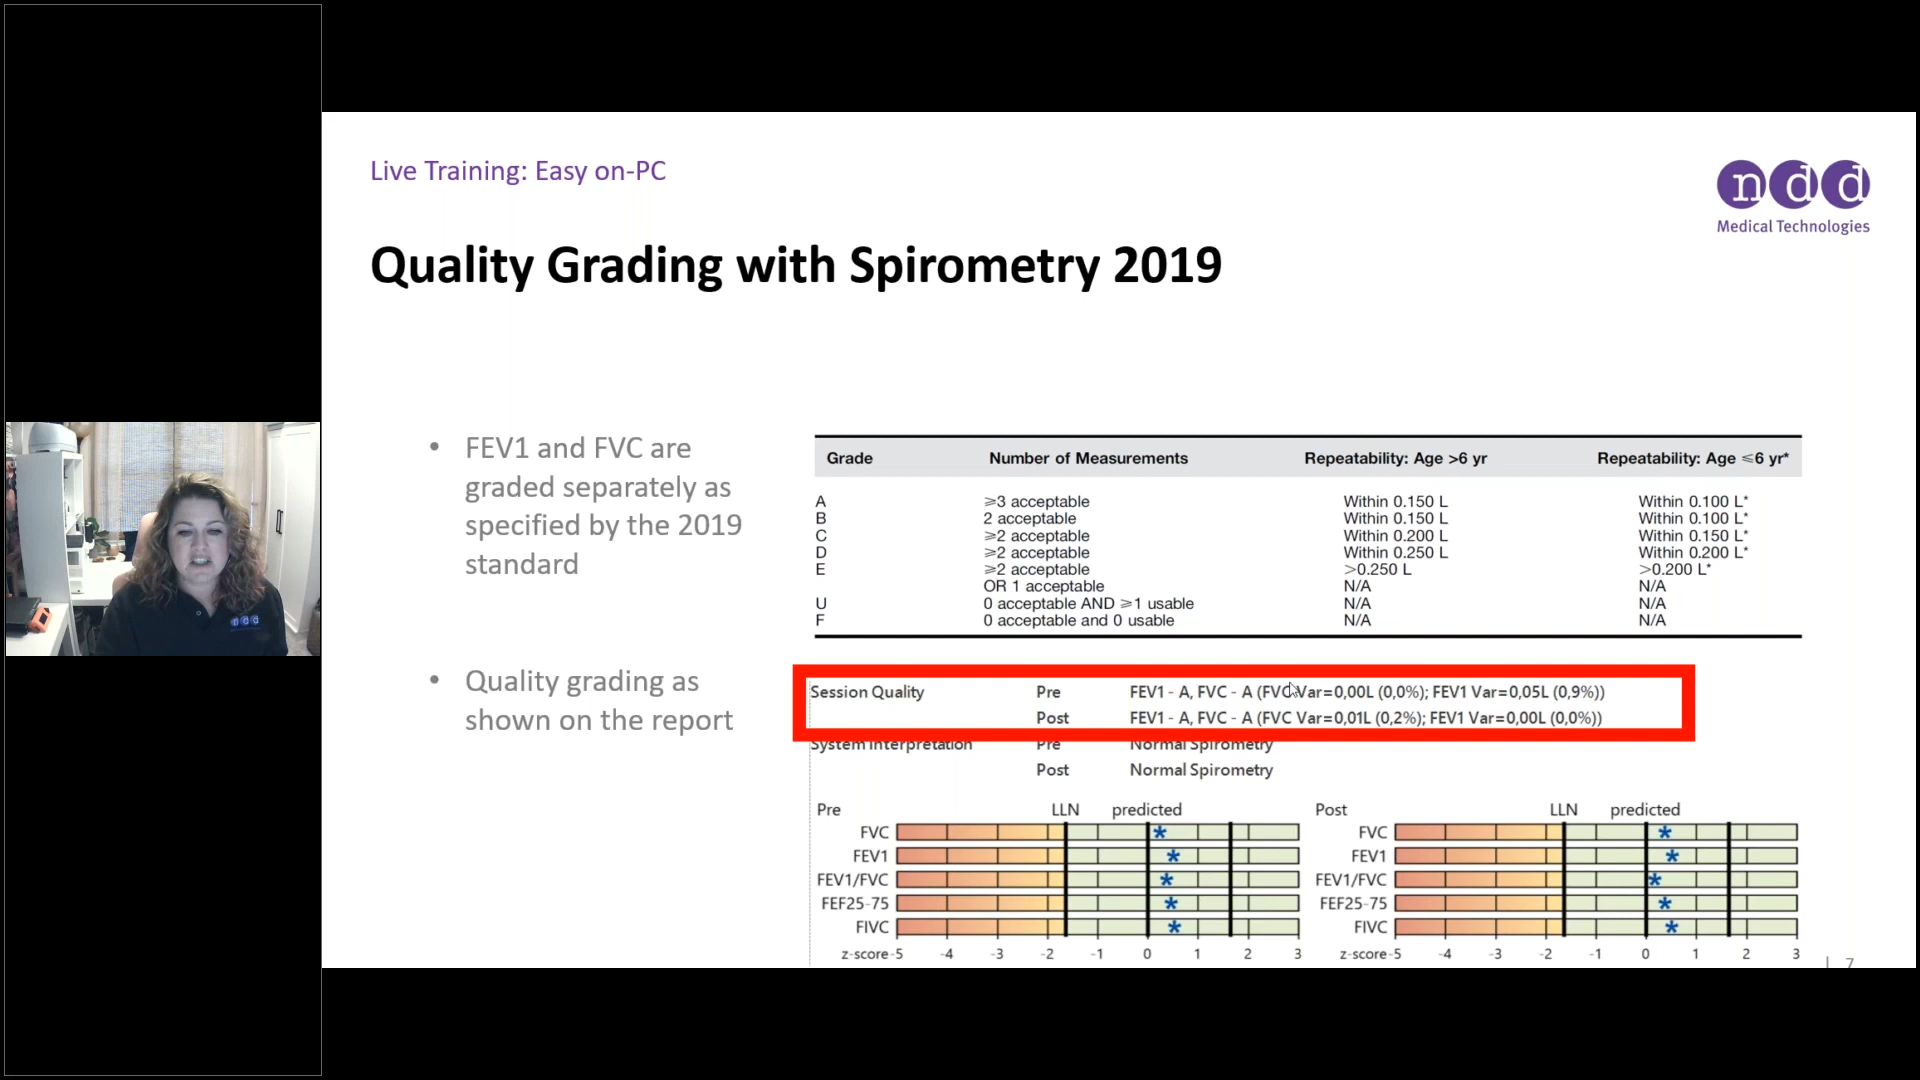 Live Training: Easy on-PC
ndd
Medical Technologies
Quality Grading with Spirometry 2019
• FEV1 and FVC are
graded separately as
specified by the 2019
standard
• Quality grading as
shown on the report
Grade Number of Measurements Repeatability: Age >6 yr Repeatability: Age ≤6 yr*
A ≥3 acceptable Within 0.150 L Within 0.100 L*
B 2 acceptable Within 0.150 L Within 0.100 L*
C ≥2 acceptable Within 0.200 L Within 0.150 L*
D ≥2 acceptable Within 0.250 L Within 0.200 L*
E ≥2 acceptable >0.250 L >0.200 L*
OR 1 acceptable N/A N/A
U 0 acceptable AND ≥1 usable N/A N/A
F 0 acceptable and 0 usable N/A N/A
Session Quality Pre FEV1 - A, FVC - A (FVC Var=0,00L (0,0%); FEV1 Var=0,05L (0,9%))
Post FEV1 - A, FVC - A (FVC Var=0,01L (0,2%); FEV1 Var=0,00L (0,0%))
System Interpretation Pre Normal Spirometry
Post Normal Spirometry
Pre LLN predicted
FVC
FEV1
FEV1/FVC
FEF25-75
FIVC
z-score -5 -4 -3 -2 -1 0 1 2 3
Post LLN predicted
FVC
FEV1
FEV1/FVC
FEF25-75
FIVC
z-score -5 -4 -3 -2 -1 0 1 2 3
| 7
ndd